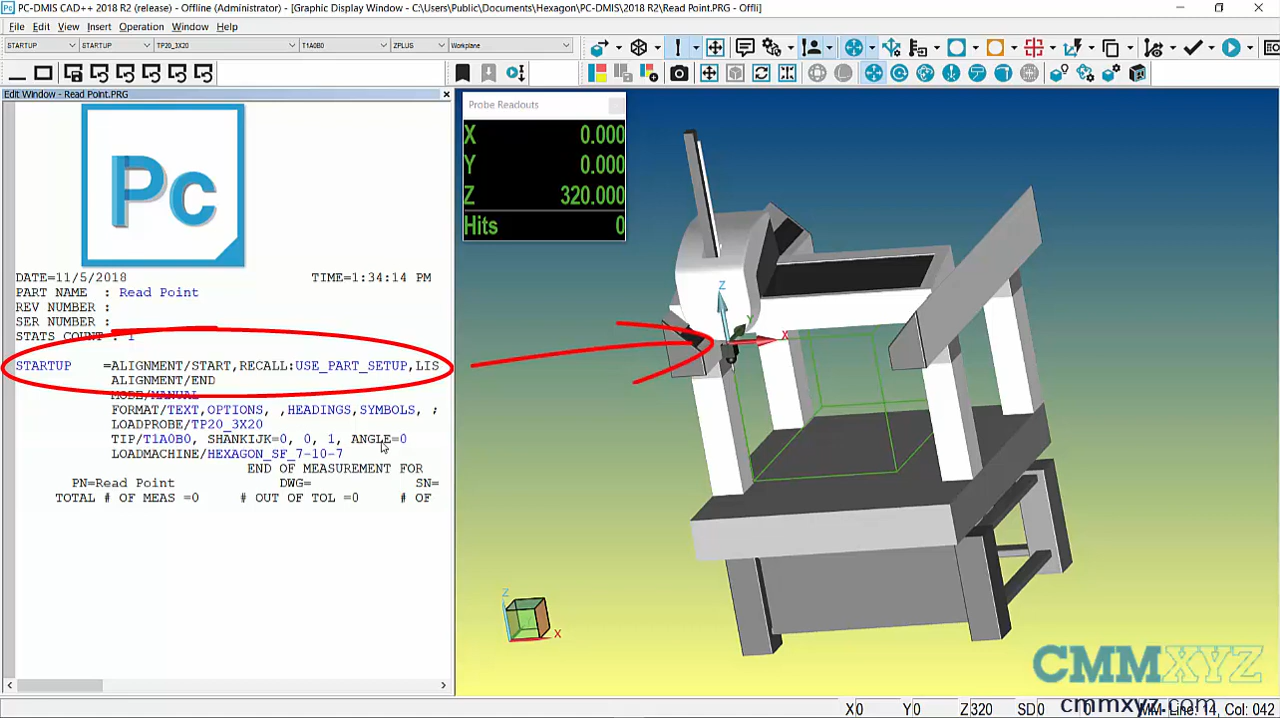 PC-DMIS CAD++ 2018 R2 (release) - Offline (Administrator) - [Graphic Display Window - C:\Users\Public\Documents\Hexagon\PC-DMIS\2018 R2\Read Point.PRG - Offli]
File Edit View Insert Operation Window Help
STARTUP STARTUP TP20_3X20 T1A0B0 ZPLUS Workplane
Edit Window - Read Point.PRG
Pc
DATE=11/5/2018 TIME=1:34:14 PM
PART NAME : Read Point
REV NUMBER :
SER NUMBER :
STATS COUNT : 1
STARTUP =ALIGNMENT/START,RECALL:USE_PART_SETUP,LIS
ALIGNMENT/END
MODE/MANUAL
FORMAT/TEXT,OPTIONS, ,HEADINGS,SYMBOLS, ;
LOADPROBE/TP20_3X20
TIP/T1A0B0, SHANKIJK=0, 0, 1, ANGLE=0
LOADMACHINE/HEXAGON_SF_7-10-7
END OF MEASUREMENT FOR
PN=Read Point DWG= SN=
TOTAL # OF MEAS =0 # OUT OF TOL =0 # OF
Probe Readouts
X 0.000
Y 0.000
Z 320.000
Hits 0
Z
Y
X
Z
X
CMMXYZ
cmmxyz.com
X0 Y0 Z320 SD0 0 MM Line: 14, Col: 042